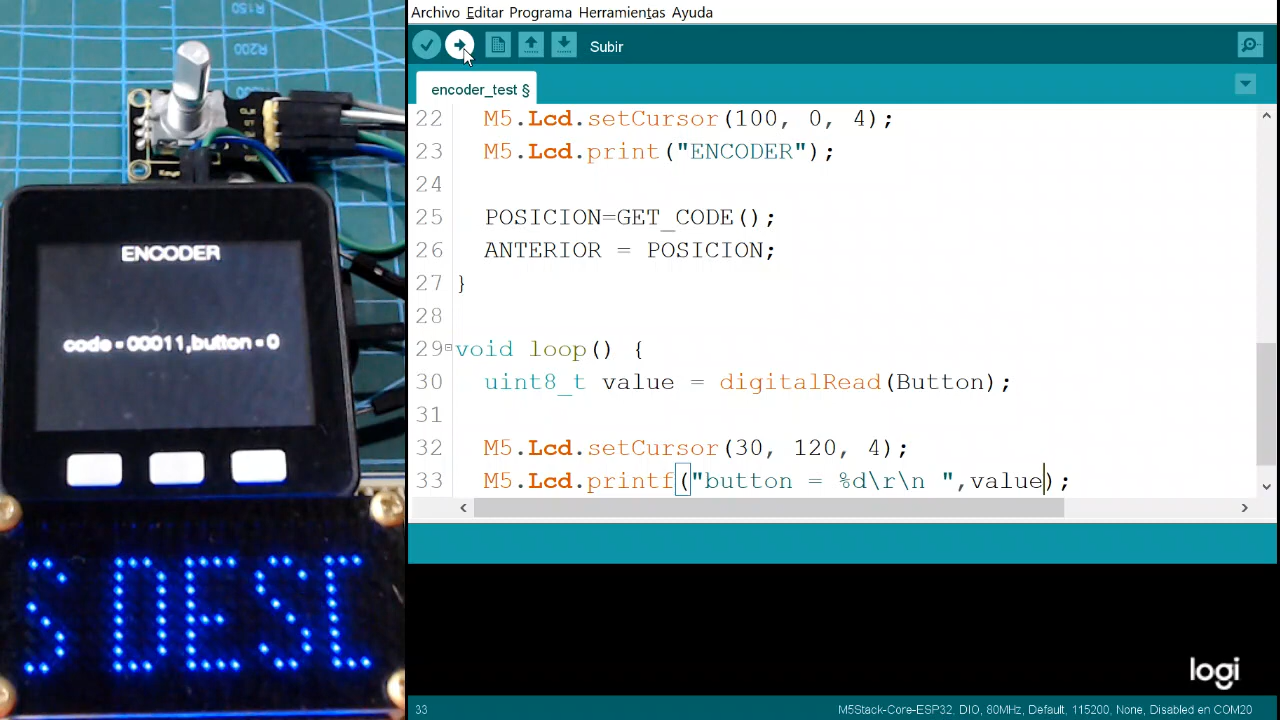 R150
R200
ENCODER
code = 00011,button = 0
S DESC
Archivo Editar Programa Herramientas Ayuda
Subir
encoder_test §
22 M5.Lcd.setCursor(100, 0, 4);
23 M5.Lcd.print("ENCODER");
24
25 POSICION=GET_CODE();
26 ANTERIOR = POSICION;
27 }
28
29 void loop() {
30 uint8_t value = digitalRead(Button);
31
32 M5.Lcd.setCursor(30, 120, 4);
33 M5.Lcd.printf("button = %d\r\n ",value);
logi
33 M5Stack-Core-ESP32, DIO, 80MHz, Default, 115200, None, Disabled en COM20